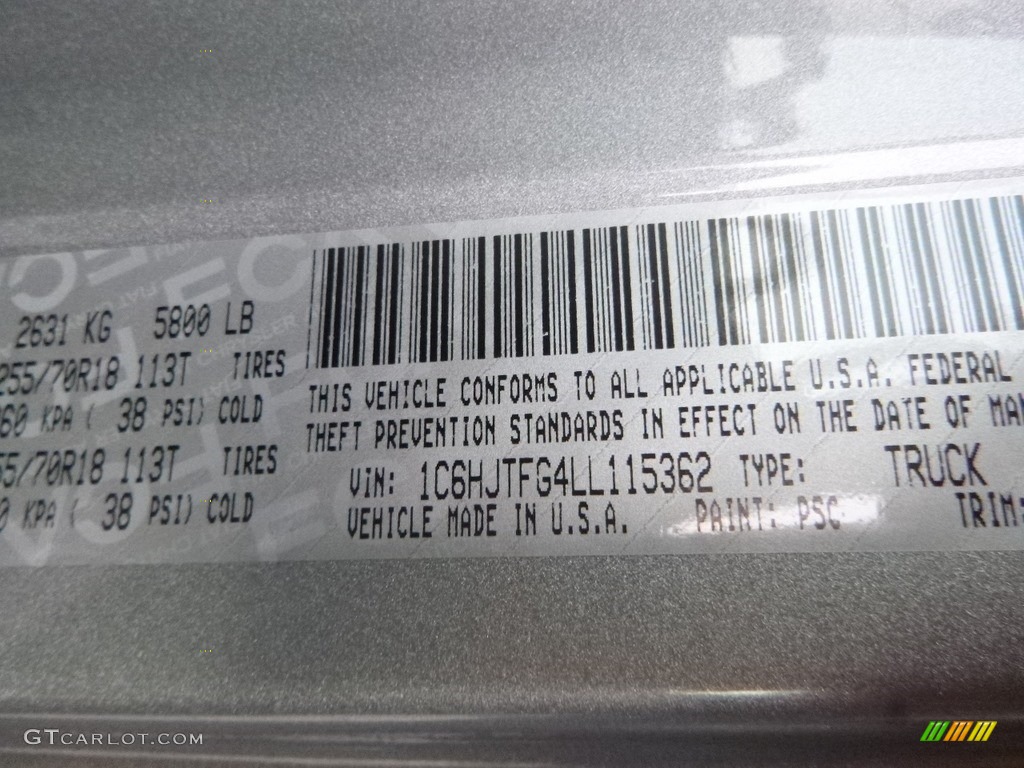 2631 KG 5800 LB
255/70R18 113T TIRES
60 KPA ( 38 PSI) COLD
55/70R18 113T TIRES
0 KPA ( 38 PSI) COLD
THIS VEHICLE CONFORMS TO ALL APPLICABLE U.S.A. FEDERAL
THEFT PREVENTION STANDARDS IN EFFECT ON THE DATE OF MAN
VIN: 1C6HJTFG4LL115362 TYPE: TRUCK
VEHICLE MADE IN U.S.A. PAINT: PSC TRIM:
GTCARLOT.COM